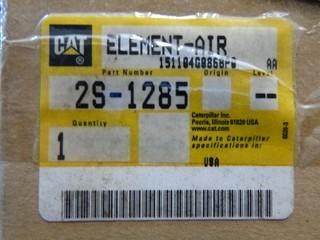 CAT ®
ELEMENT-AIR
Part Number Origin Level
AA
2S-1285 --
Quantity
1
Caterpillar Inc.
Peoria, Illinois 61629 USA
www.cat.com
Made to Caterpillar
specifications in:
USA